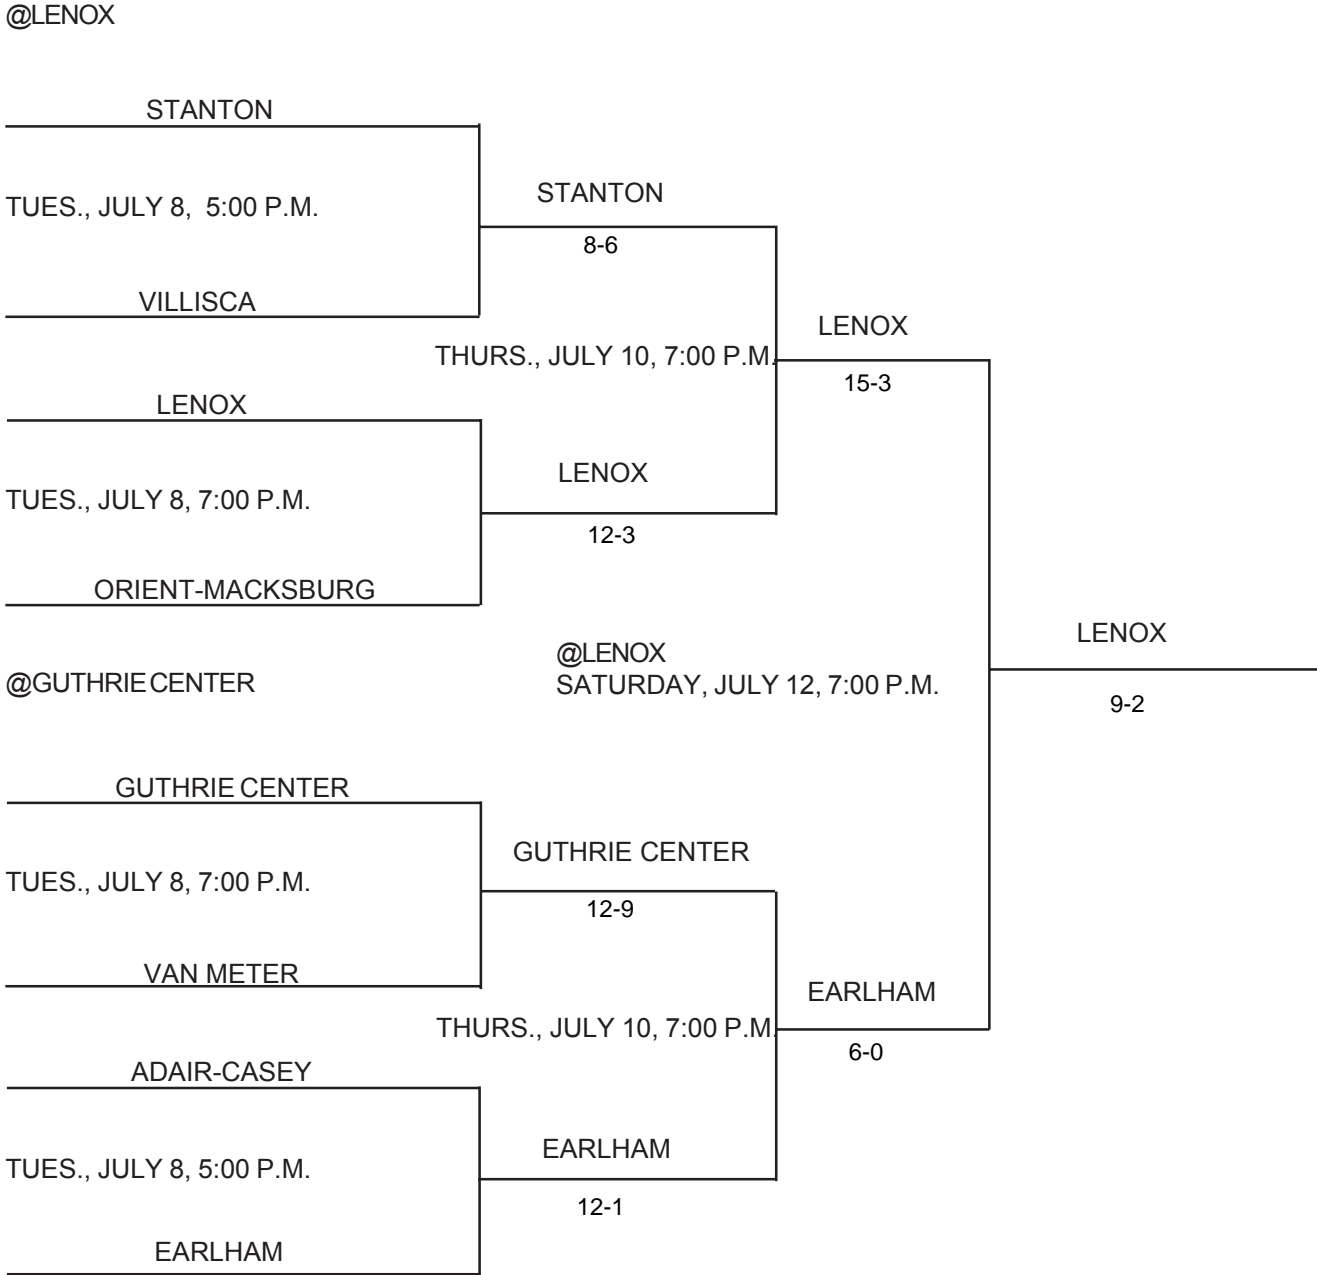 @LENOX
STANTON
TUES., JULY 8, 5:00 P.M.
STANTON
8-6
VILLISCA
LENOX
THURS., JULY 10, 7:00 P.M.
15-3
LENOX
LENOX
TUES., JULY 8, 7:00 P.M.
12-3
ORIENT-MACKSBURG
LENOX
@LENOX
@GUTHRIE CENTER
SATURDAY, JULY 12, 7:00 P.M.
9-2
GUTHRIE CENTER
GUTHRIE CENTER
TUES., JULY 8, 7:00 P.M.
12-9
VAN METER
EARLHAM
THURS., JULY 10, 7:00 P.M.
6-0
ADAIR-CASEY
EARLHAM
TUES., JULY 8, 5:00 P.M.
12-1
EARLHAM